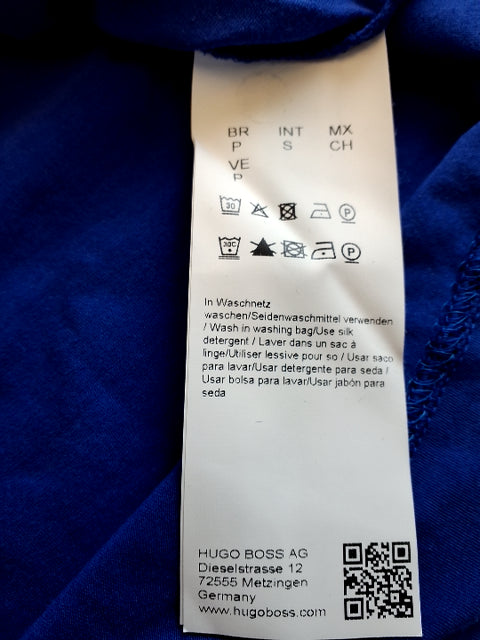 BR INT MX
P S CH
VE
P
30 P
30C P
In Waschnetz
waschen/Seidenwaschmittel verwenden
/ Wash in washing bag/Use silk
detergent / Laver dans un sac à
linge/Utiliser lessive pour so / Usar saco
para lavar/Usar detergente para seda /
Usar bolsa para lavar/Usar jabón para
seda
HUGO BOSS AG
Dieselstrasse 12
72555 Metzingen
Germany
www.hugoboss.com